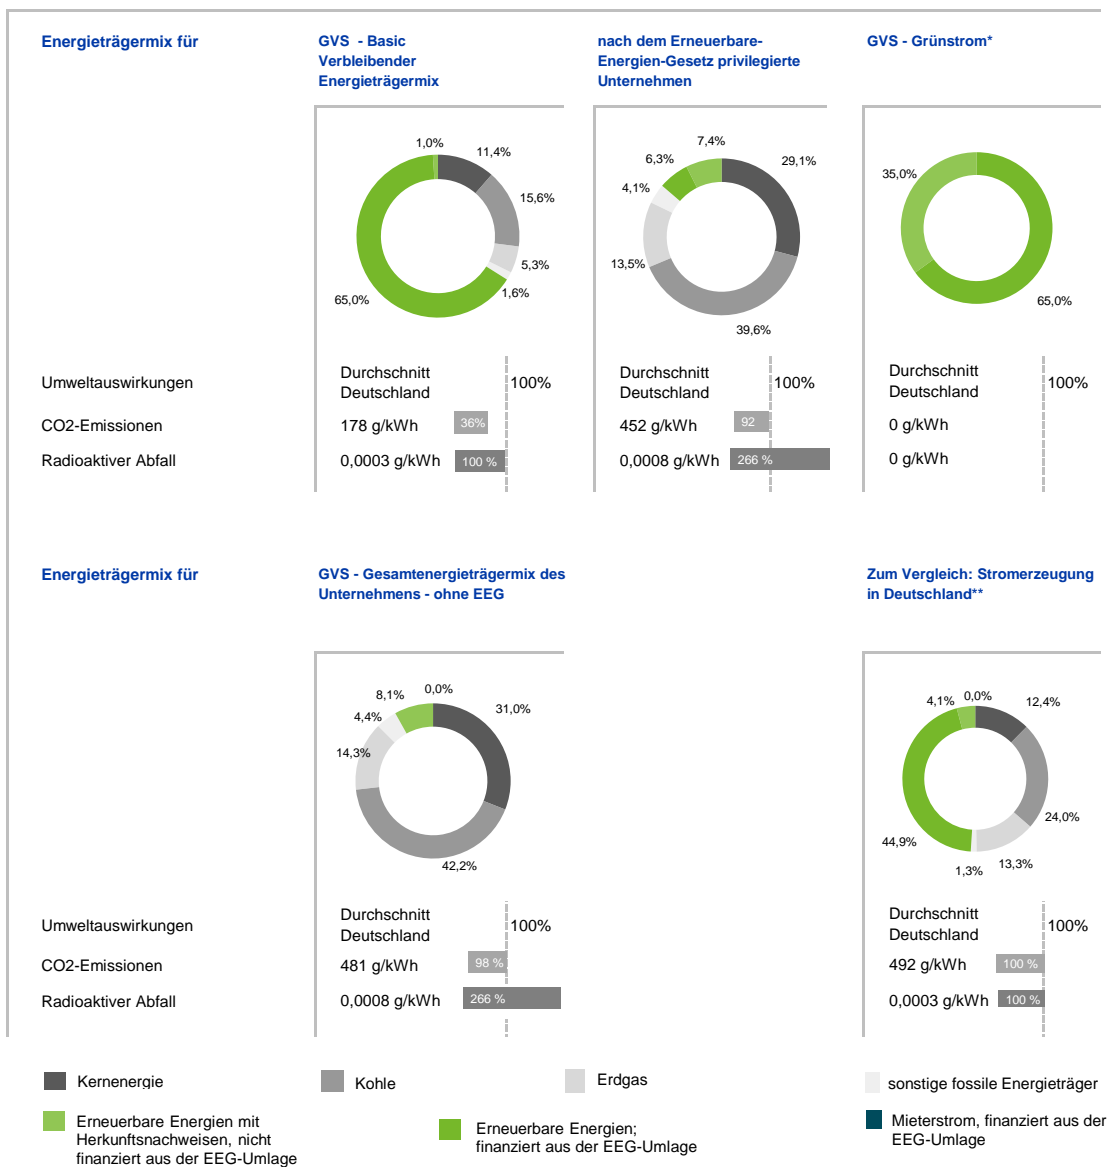 Energieträgermix für
GVS - Basic
Verbleibender
Energieträgermix
nach dem Erneuerbare-
Energien-Gesetz privilegierte
Unternehmen
GVS - Grünstrom*
1,0%
11,4%
15,6%
5,3%
1,6%
65,0%
7,4%
6,3%
4,1%
13,5%
29,1%
39,6%
35,0%
65,0%
Umweltauswirkungen
Durchschnitt
Deutschland
100%
Durchschnitt
Deutschland
100%
Durchschnitt
Deutschland
100%
CO2-Emissionen
178 g/kWh
36%
452 g/kWh
92
0 g/kWh
Radioaktiver Abfall
0,0003 g/kWh
100 %
0,0008 g/kWh
266 %
0 g/kWh
Energieträgermix für
GVS - Gesamtenergieträgermix des
Unternehmens - ohne EEG
Zum Vergleich: Stromerzeugung
in Deutschland**
8,1%
0,0%
4,4%
14,3%
31,0%
42,2%
4,1%
0,0%
12,4%
24,0%
13,3%
1,3%
44,9%
Umweltauswirkungen
Durchschnitt
Deutschland
100%
Durchschnitt
Deutschland
100%
CO2-Emissionen
481 g/kWh
98 %
492 g/kWh
100 %
Radioaktiver Abfall
0,0008 g/kWh
266 %
0,0003 g/kWh
100 %
Kernenergie
Kohle
Erdgas
sonstige fossile Energieträger
Erneuerbare Energien mit
Herkunftsnachweisen, nicht
finanziert aus der EEG-Umlage
Erneuerbare Energien;
finanziert aus der EEG-Umlage
Mieterstrom, finanziert aus der
EEG-Umlage